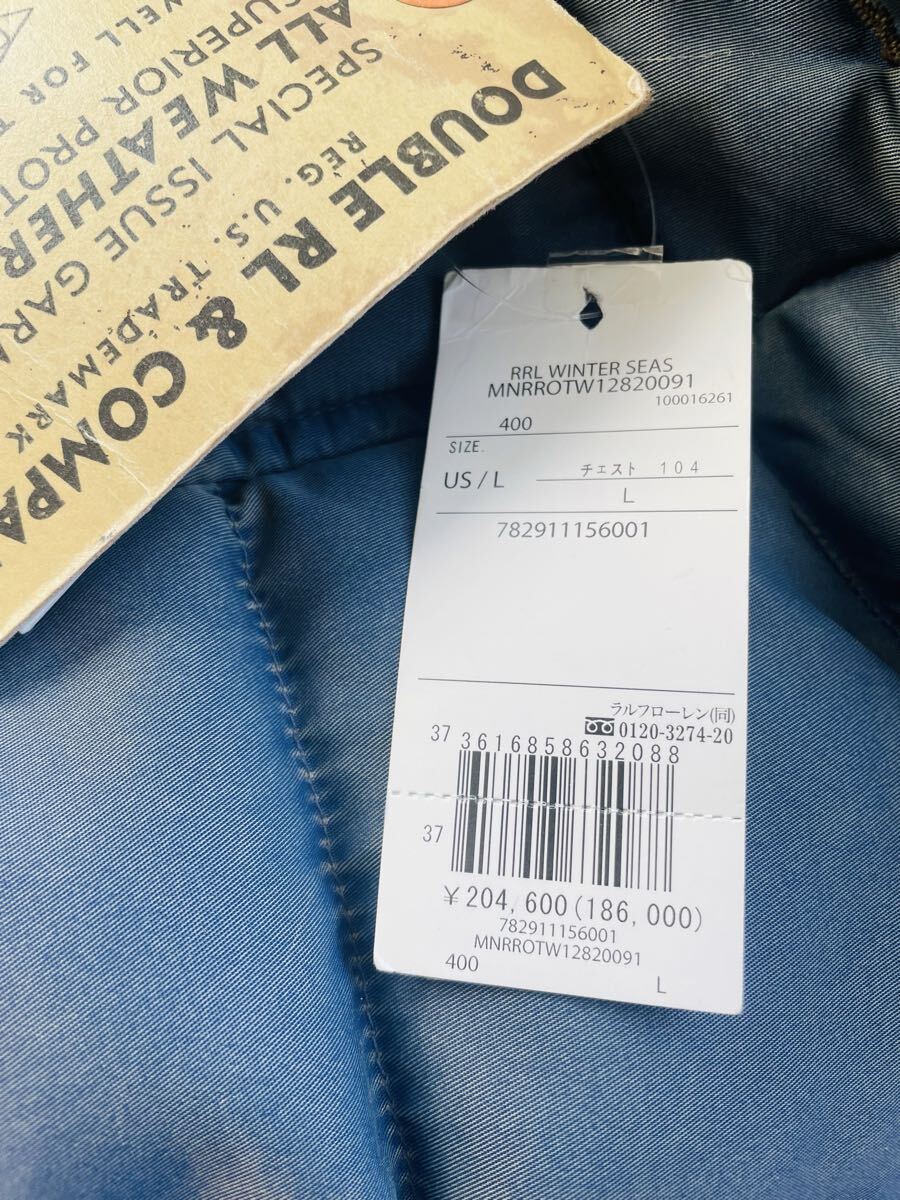 DOUBLE RL & COMPA
REG. U.S. TRADEMARK
SPECIAL ISSUE GAR
ALL WEATHER
SUPERIOR PROT
WELL FOR T
RRL WINTER SEAS
MNRROTW12820091
100016261
400
SIZE.
US / L
チェスト 104
L
782911156001
ラルフローレン(同)
0120-3274-20
37 3616858632088
37
¥204,600(186,000)
782911156001
MNRROTW12820091
400
L